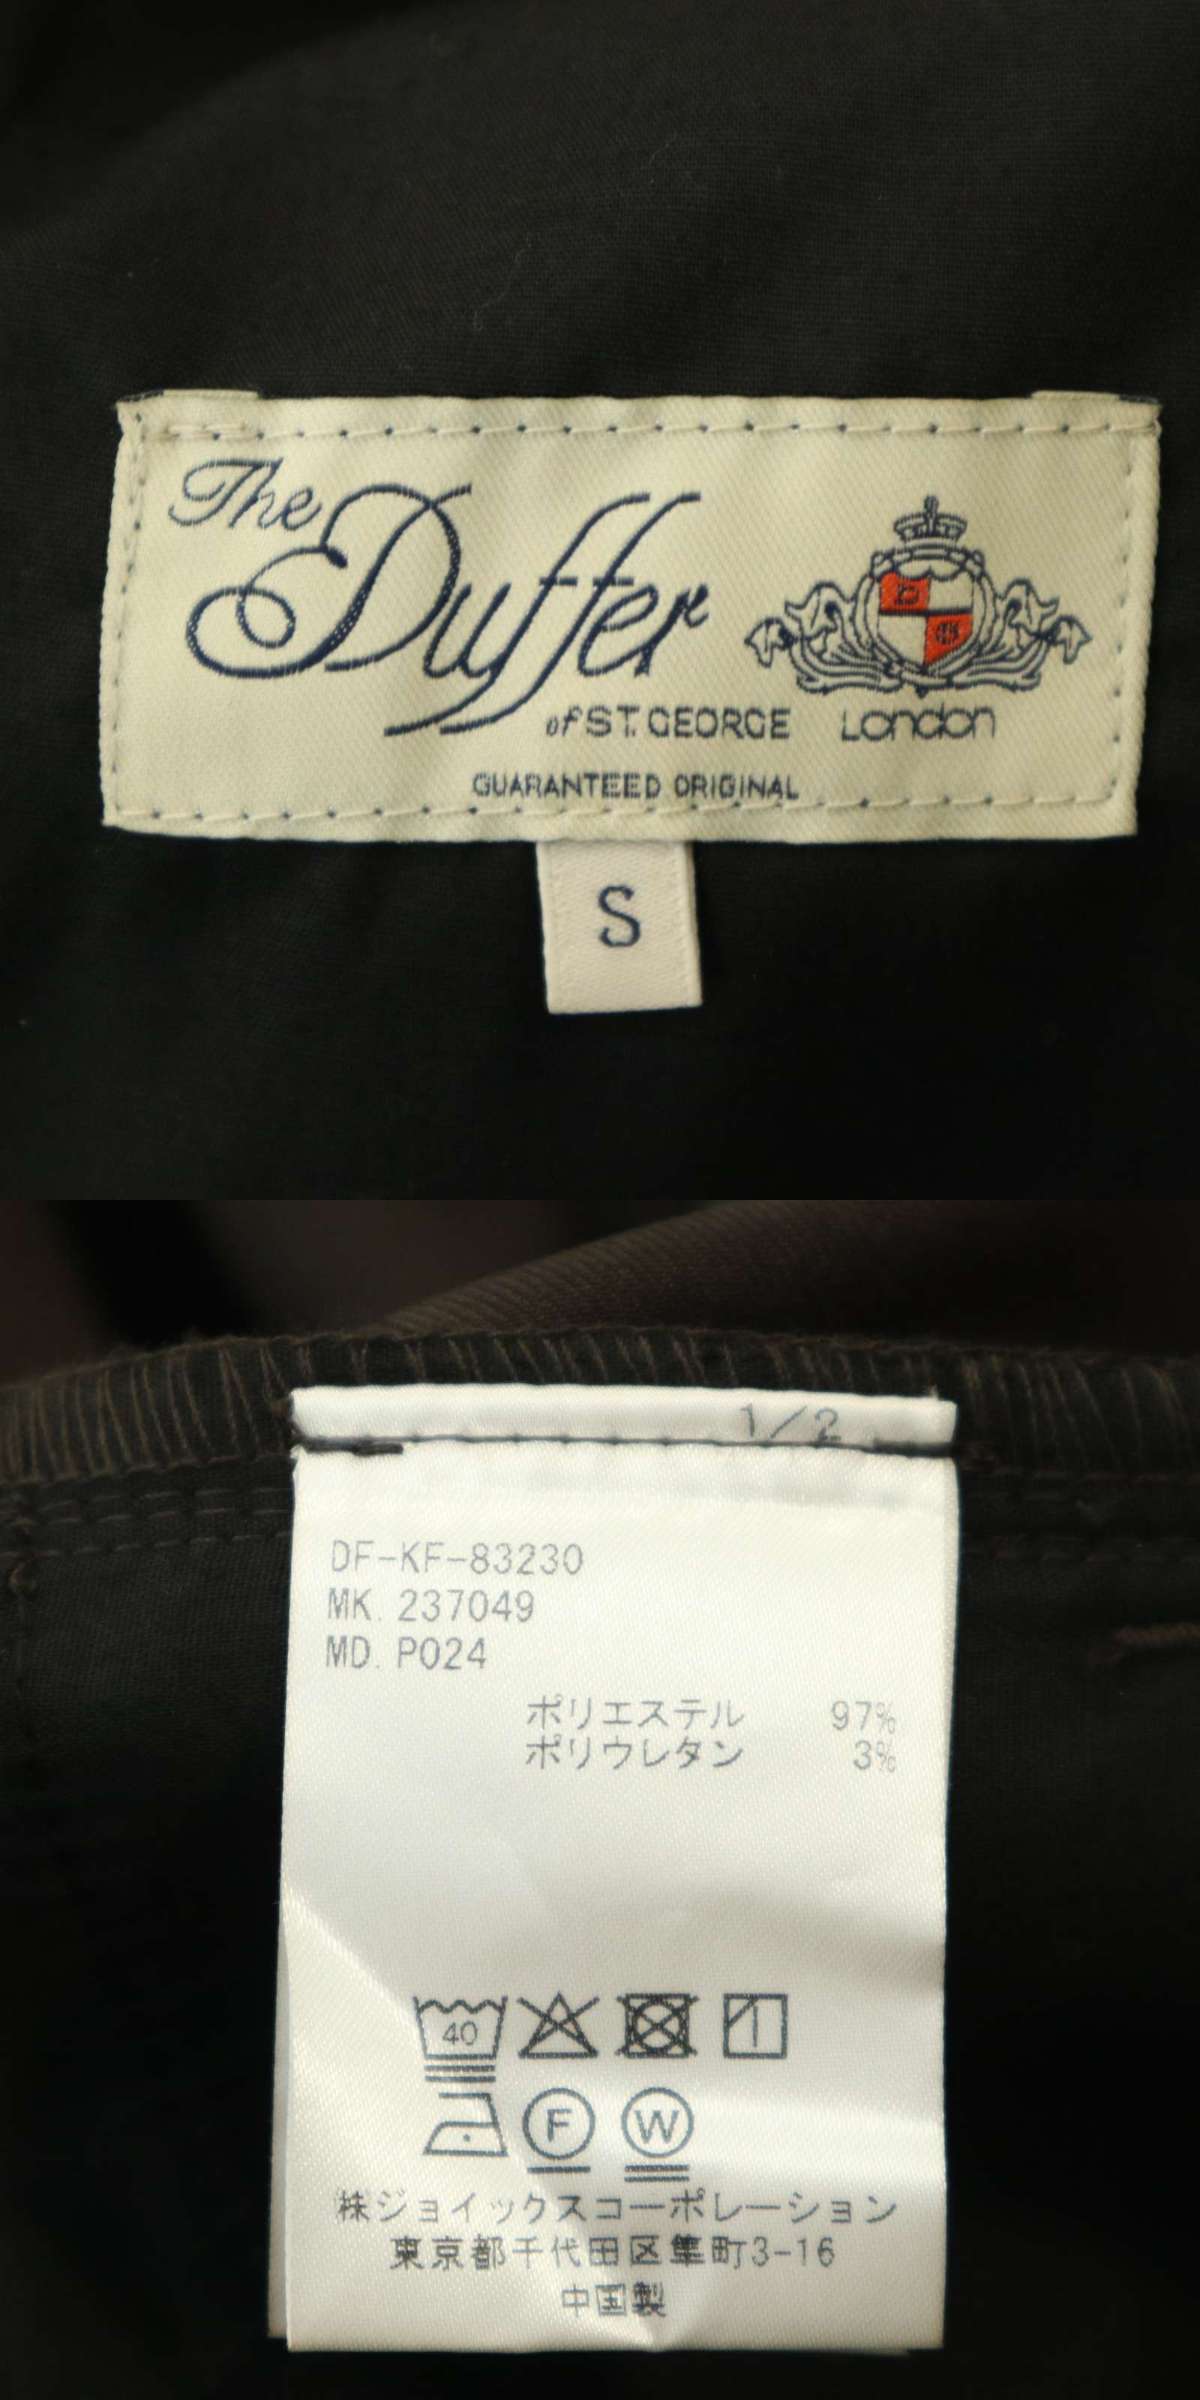 The
Duffer
of ST. GEORGE London
D
G
GUARANTEED ORIGINAL
S
1/2
DF-KF-83230
MK. 237049
MD. P024
ポリエステル 97%
ポリウレタン 3%
40
F W
㈱ジョイックスコーポレーション
東京都千代田区隼町3-16
中国製